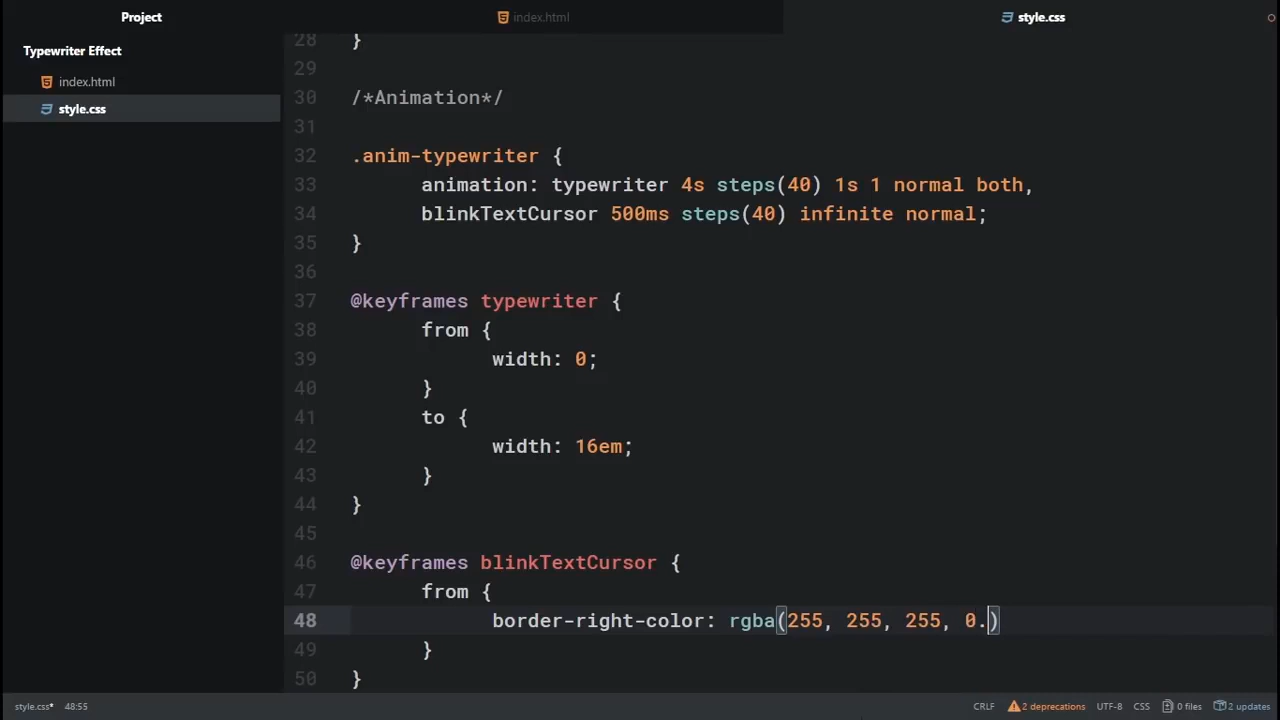 Project
index.html
style.css
Typewriter Effect
index.html
style.css
28 }
29
30 /*Animation*/
31
32 .anim-typewriter {
33 animation: typewriter 4s steps(40) 1s 1 normal both,
34 blinkTextCursor 500ms steps(40) infinite normal;
35 }
36
37 @keyframes typewriter {
38 from {
39 width: 0;
40 }
41 to {
42 width: 16em;
43 }
44 }
45
46 @keyframes blinkTextCursor {
47 from {
48 border-right-color: rgba(255, 255, 255, 0.)
49 }
50 }
style.css* 48:55 CRLF 2 deprecations UTF-8 CSS 0 files 2 updates